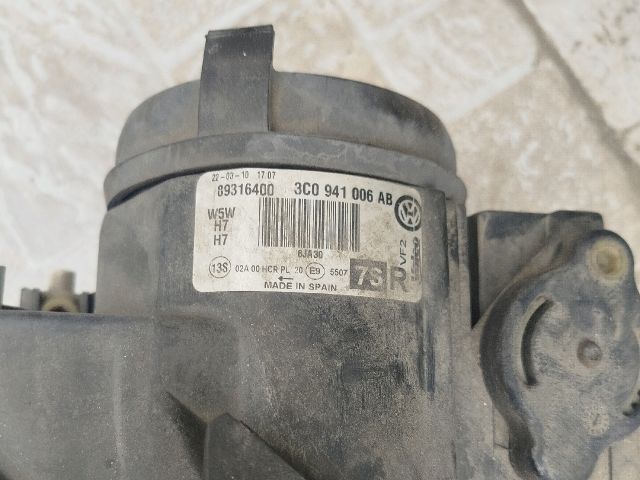 22-03-10 17:07
89316400 3C0 941 006 AB
W5W
H7
H7
6JA30
VF2
Valeo
13S 02A 00 HCR PL 20 E9 5507 7S R
MADE IN SPAIN